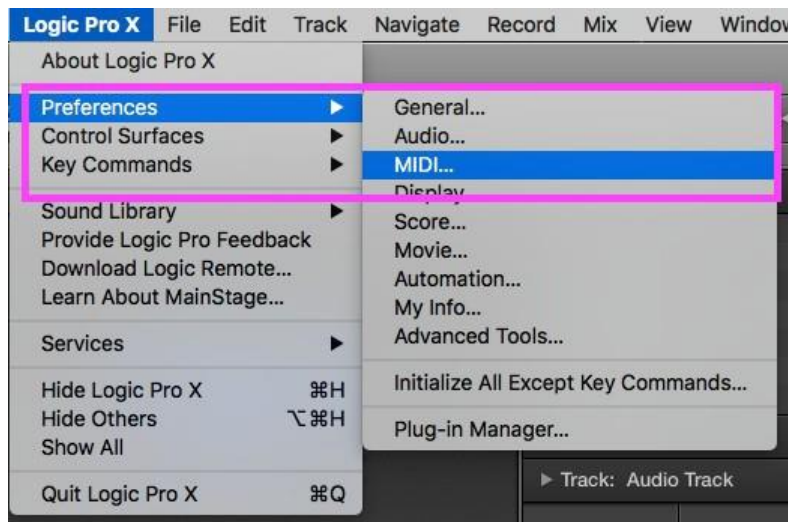 Logic Pro X File Edit Track Navigate Record Mix View Window
About Logic Pro X
Preferences
Control Surfaces
Key Commands
Sound Library
Provide Logic Pro Feedback
Download Logic Remote...
Learn About MainStage...
Services
Hide Logic Pro X ⌘H
Hide Others ⌥⌘H
Show All
Quit Logic Pro X ⌘Q
General...
Audio...
MIDI...
Display
Score...
Movie...
Automation...
My Info...
Advanced Tools...
Initialize All Except Key Commands...
Plug-in Manager...
Track: Audio Track